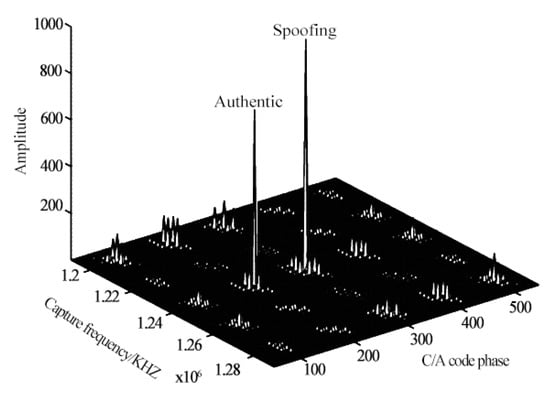 Spoofing
Authentic
Amplitude
1000
800
600
400
200
1.2
1.22
1.24
1.26
1.28
x10⁶
Capture frequency/KHZ
100
200
300
400
500
C/A code phase